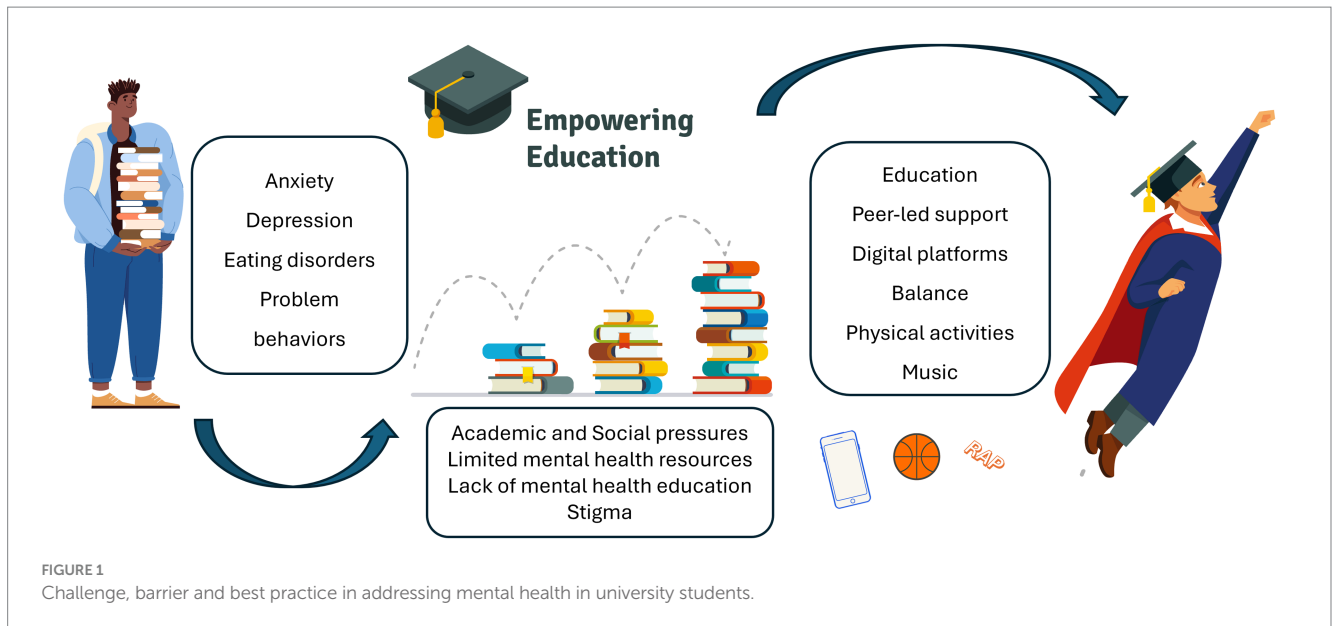 Empowering
Education
Anxiety
Depression
Eating disorders
Problem
behaviors
Academic and Social pressures
Limited mental health resources
Lack of mental health education
Stigma
Education
Peer-led support
Digital platforms
Balance
Physical activities
Music
RAP
FIGURE 1
Challenge, barrier and best practice in addressing mental health in university students.